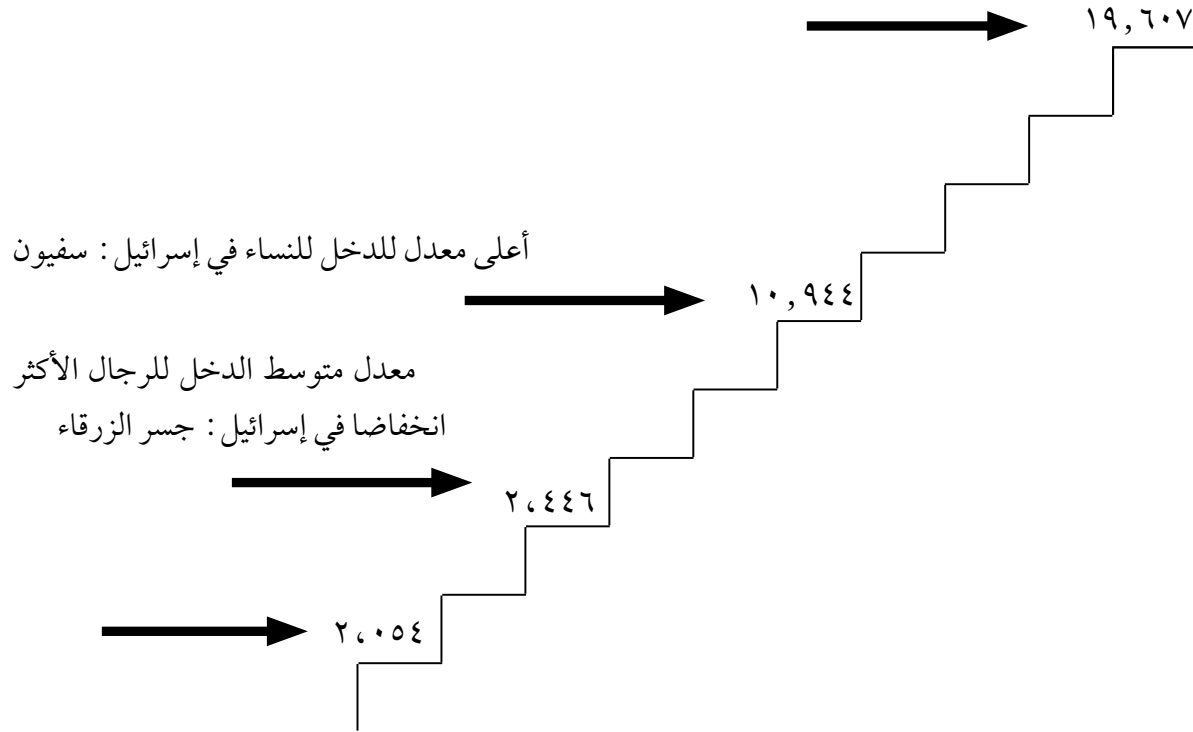 ١٩,٦٠٧
أعلى معدل للدخل للنساء في إسرائيل: سفيون
١٠,٩٤٤
معدل متوسط الدخل للرجال الأكثر
انخفاضا في إسرائيل: جسر الزرقاء
٢،٤٤٦
٢،٠٥٤